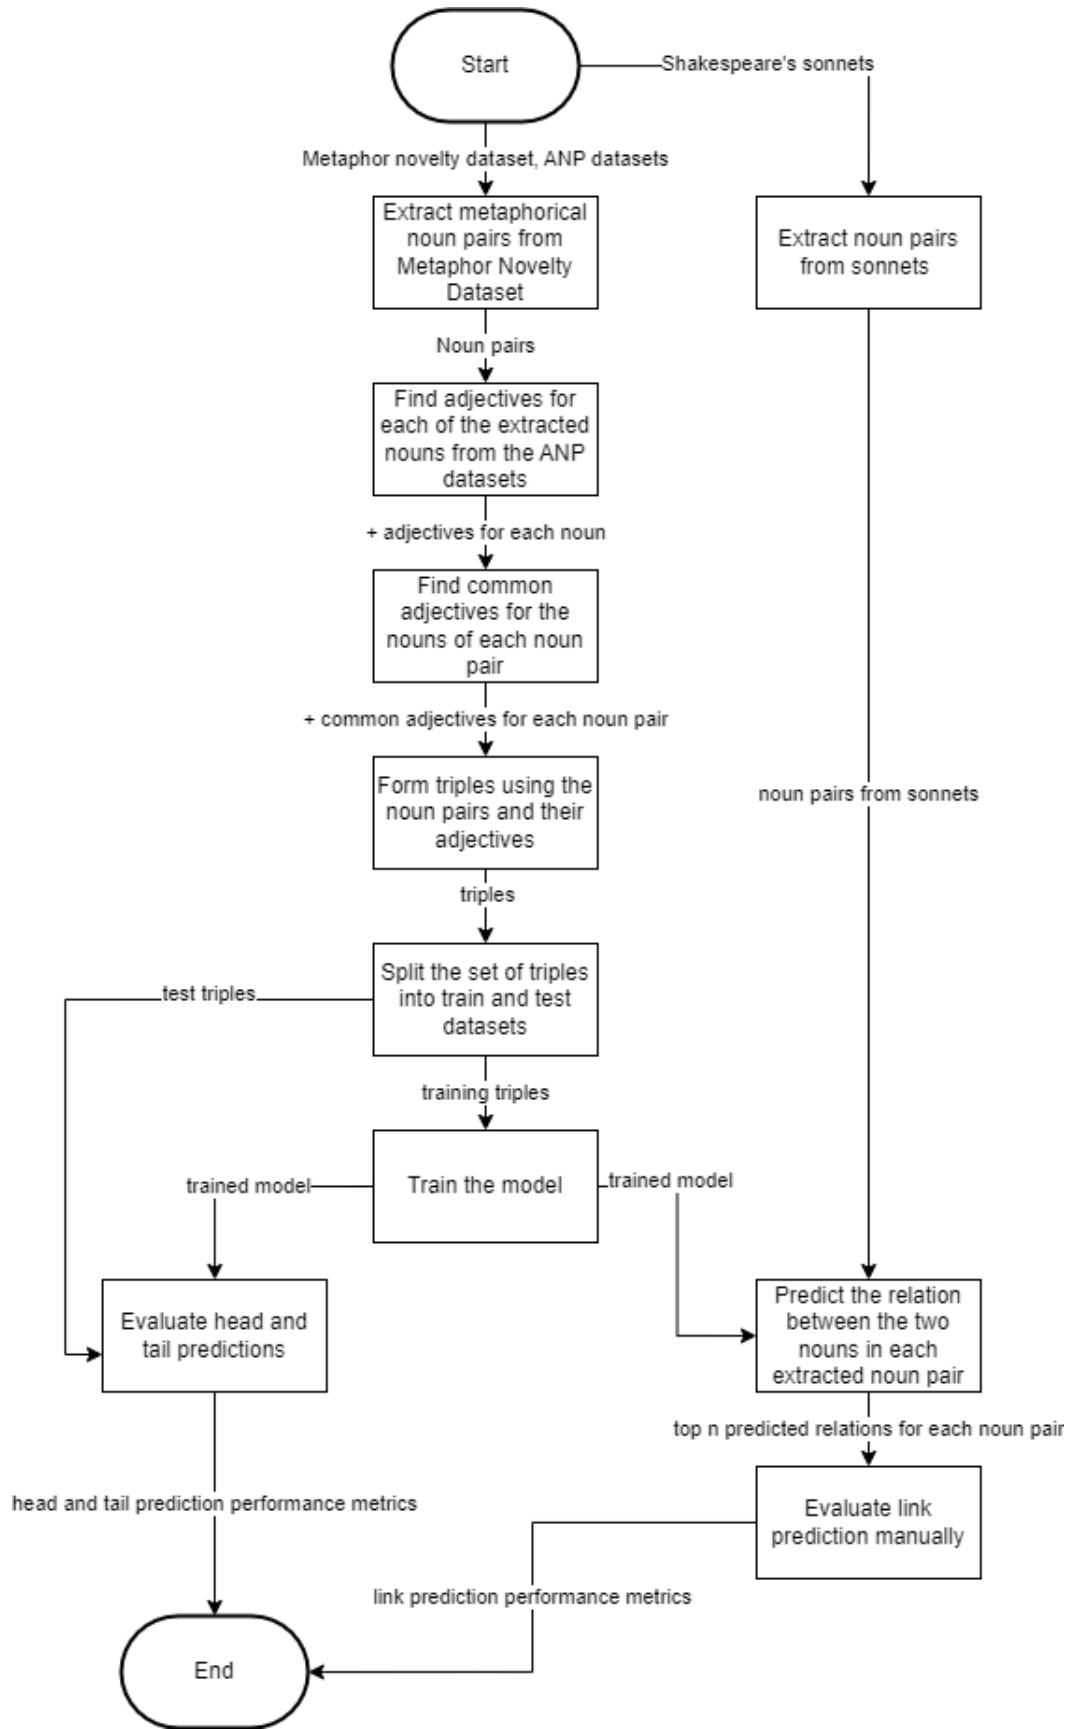 Start
Shakespeare's sonnets
Metaphor novelty dataset, ANP datasets
Extract metaphorical
noun pairs from
Metaphor Novelty
Dataset
Extract noun pairs
from sonnets
Noun pairs
Find adjectives for
each of the extracted
nouns from the ANP
datasets
+ adjectives for each noun
Find common
adjectives for the
nouns of each noun
pair
+ common adjectives for each noun pair
Form triples using the
noun pairs and their
adjectives
noun pairs from sonnets
triples
Split the set of triples
into train and test
datasets
test triples
training triples
Train the model
trained model
trained model
Evaluate head and
tail predictions
Predict the relation
between the two
nouns in each
extracted noun pair
top n predicted relations for each noun pair
head and tail prediction performance metrics
Evaluate link
prediction manually
link prediction performance metrics
End